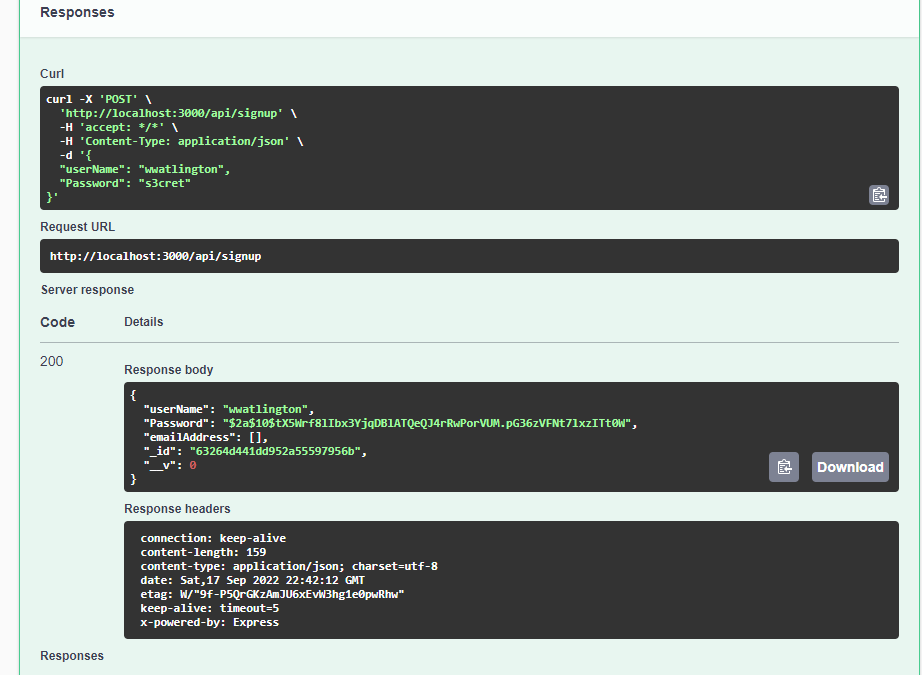 Responses
Curl
curl -X 'POST' \
'http://localhost:3000/api/signup' \
-H 'accept: */*' \
-H 'Content-Type: application/json' \
-d '{
"userName": "wwatlington",
"Password": "s3cret"
}'
Request URL
http://localhost:3000/api/signup
Server response
Code Details
200
Response body
{
"userName": "wwatlington",
"Password": "$2a$10$tX5Wrf8lIbx3YjqDBlATQeQJ4rRwPorVUM.pG36zVFNt7lxzITt0W",
"emailAddress": [],
"_id": "63264d441dd952a55597956b",
"__v": 0
}
Download
Response headers
connection: keep-alive
content-length: 159
content-type: application/json; charset=utf-8
date: Sat,17 Sep 2022 22:42:12 GMT
etag: W/"9f-P5QrGKzAmJU6xEvW3hg1e0pwRhw"
keep-alive: timeout=5
x-powered-by: Express
Responses